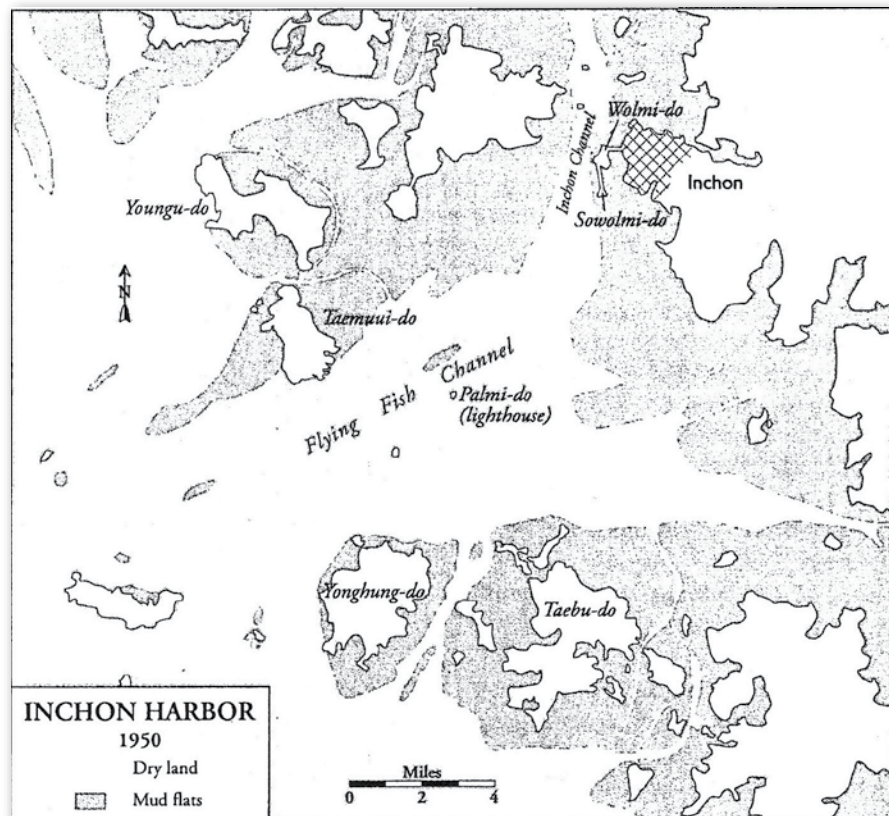 Wolmi-do
Inchon Channel
Inchon
Sowolmi-do
Youngu-do
N
Taemuui-do
Flying Fish Channel
Palmi-do
(lighthouse)
Yonghung-do
Taebu-do
INCHON HARBOR
1950
Dry land
Mud flats
Miles
0 2 4